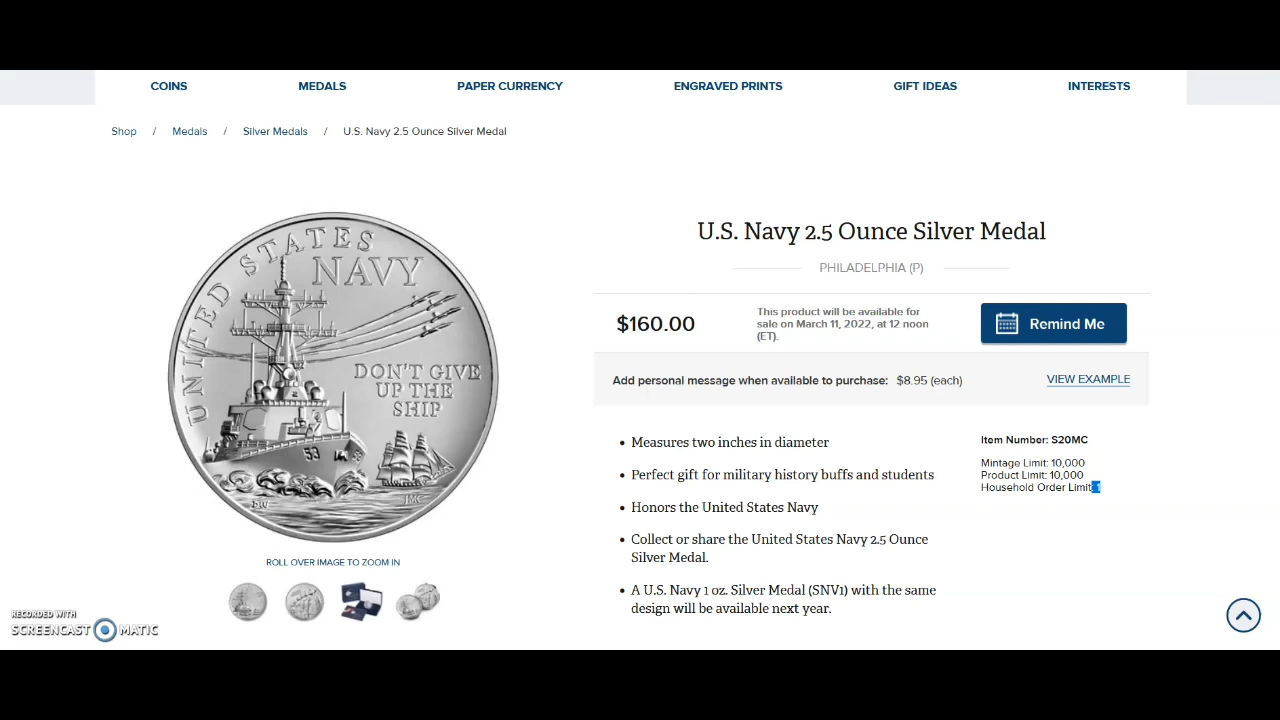 COINS
MEDALS
PAPER CURRENCY
ENGRAVED PRINTS
GIFT IDEAS
INTERESTS
Shop / Medals / Silver Medals / U.S. Navy 2.5 Ounce Silver Medal
UNITED STATES
NAVY
DON'T GIVE
UP THE
SHIP
53
JMC
ROLL OVER IMAGE TO ZOOM IN
U.S. Navy 2.5 Ounce Silver Medal
PHILADELPHIA (P)
$160.00
This product will be available for
sale on March 11, 2022, at 12 noon
(ET).
Remind Me
Add personal message when available to purchase: $8.95 (each)
VIEW EXAMPLE
• Measures two inches in diameter
• Perfect gift for military history buffs and students
• Honors the United States Navy
• Collect or share the United States Navy 2.5 Ounce
Silver Medal.
• A U.S. Navy 1 oz. Silver Medal (SNV1) with the same
design will be available next year.
Item Number: S20MC
Mintage Limit: 10,000
Product Limit: 10,000
Household Order Limit: 1
RECORDED WITH
SCREENCAST MATIC